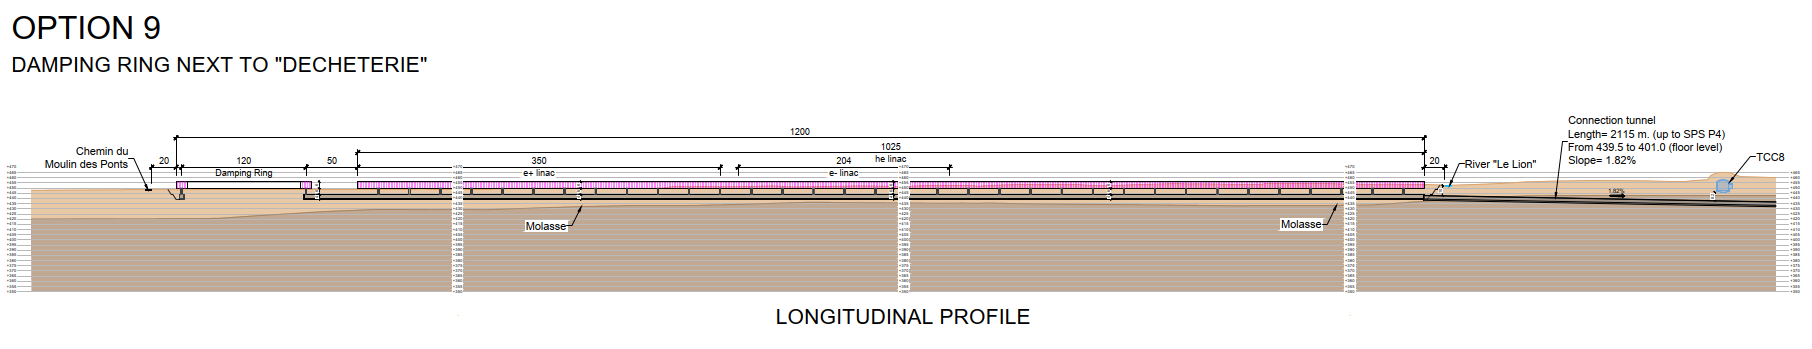 OPTION 9
DAMPING RING NEXT TO "DECHETERIE"
1200
1025
he linac
Chemin du
Moulin des Ponts
20
120
Damping Ring
50
350
e+ linac
204
e- linac
20
River "Le Lion"
Connection tunnel
Length= 2115 m. (up to SPS P4)
From 439.5 to 401.0 (floor level)
Slope= 1.82%
TCC8
1.82%
Molasse
Molasse
LONGITUDINAL PROFILE